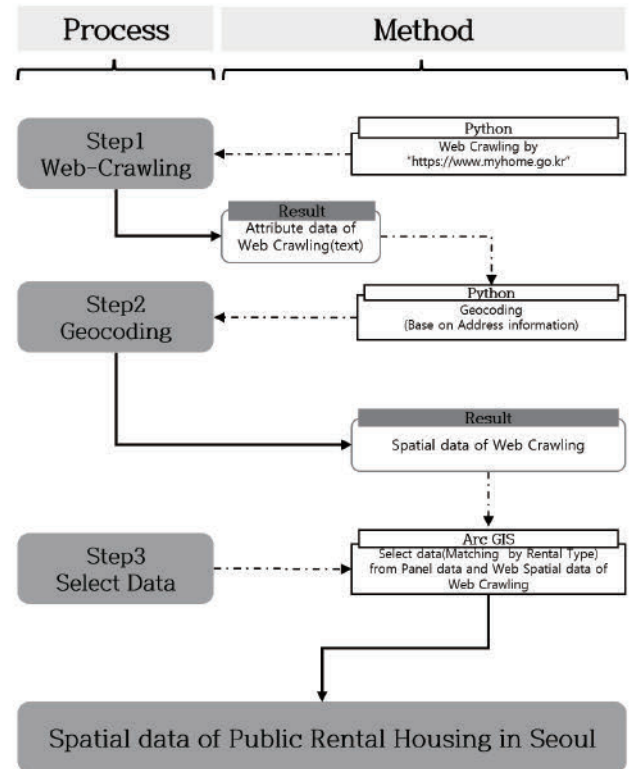 Process
Method
Step1
Web-Crawling
Python
Web Crawling by
"https://www.myhome.go.kr"
Result
Attribute data of
Web Crawling(text)
Step2
Geocoding
Python
Geocoding
(Base on Address information)
Result
Spatial data of Web Crawling
Step3
Select Data
Arc GIS
Select data(Matching by Rental Type)
from Panel data and Web Spatial data of
Web Crawling
Spatial data of Public Rental Housing in Seoul